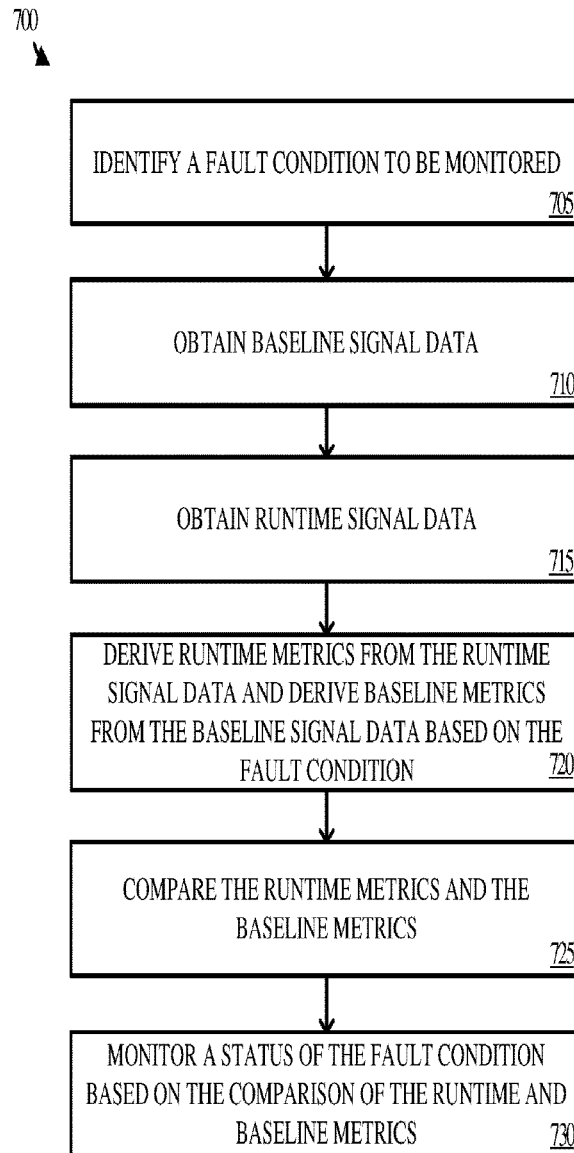 700
IDENTIFY A FAULT CONDITION TO BE MONITORED
705
OBTAIN BASELINE SIGNAL DATA
710
OBTAIN RUNTIME SIGNAL DATA
715
DERIVE RUNTIME METRICS FROM THE RUNTIME
SIGNAL DATA AND DERIVE BASELINE METRICS
FROM THE BASELINE SIGNAL DATA BASED ON THE
FAULT CONDITION 720
COMPARE THE RUNTIME METRICS AND THE
BASELINE METRICS
725
MONITOR A STATUS OF THE FAULT CONDITION
BASED ON THE COMPARISON OF THE RUNTIME AND
BASELINE METRICS 730